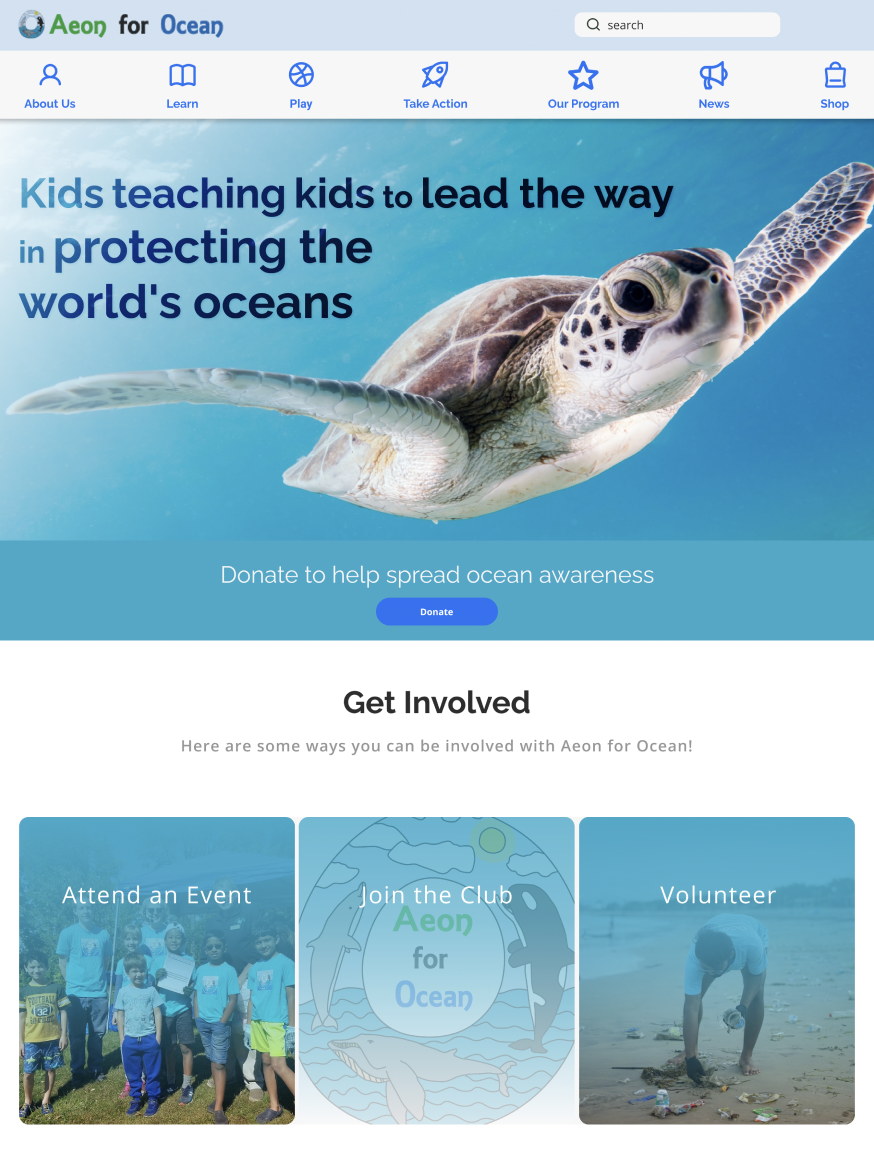 Aeon for Ocean
search
About Us
Learn
Play
Take Action
Our Program
News
Shop
Kids teaching kids to lead the way
in protecting the
world's oceans
Donate to help spread ocean awareness
Donate
Get Involved
Here are some ways you can be involved with Aeon for Ocean!
Attend an Event
Join the Club
Volunteer
Aeon
for
Ocean
32